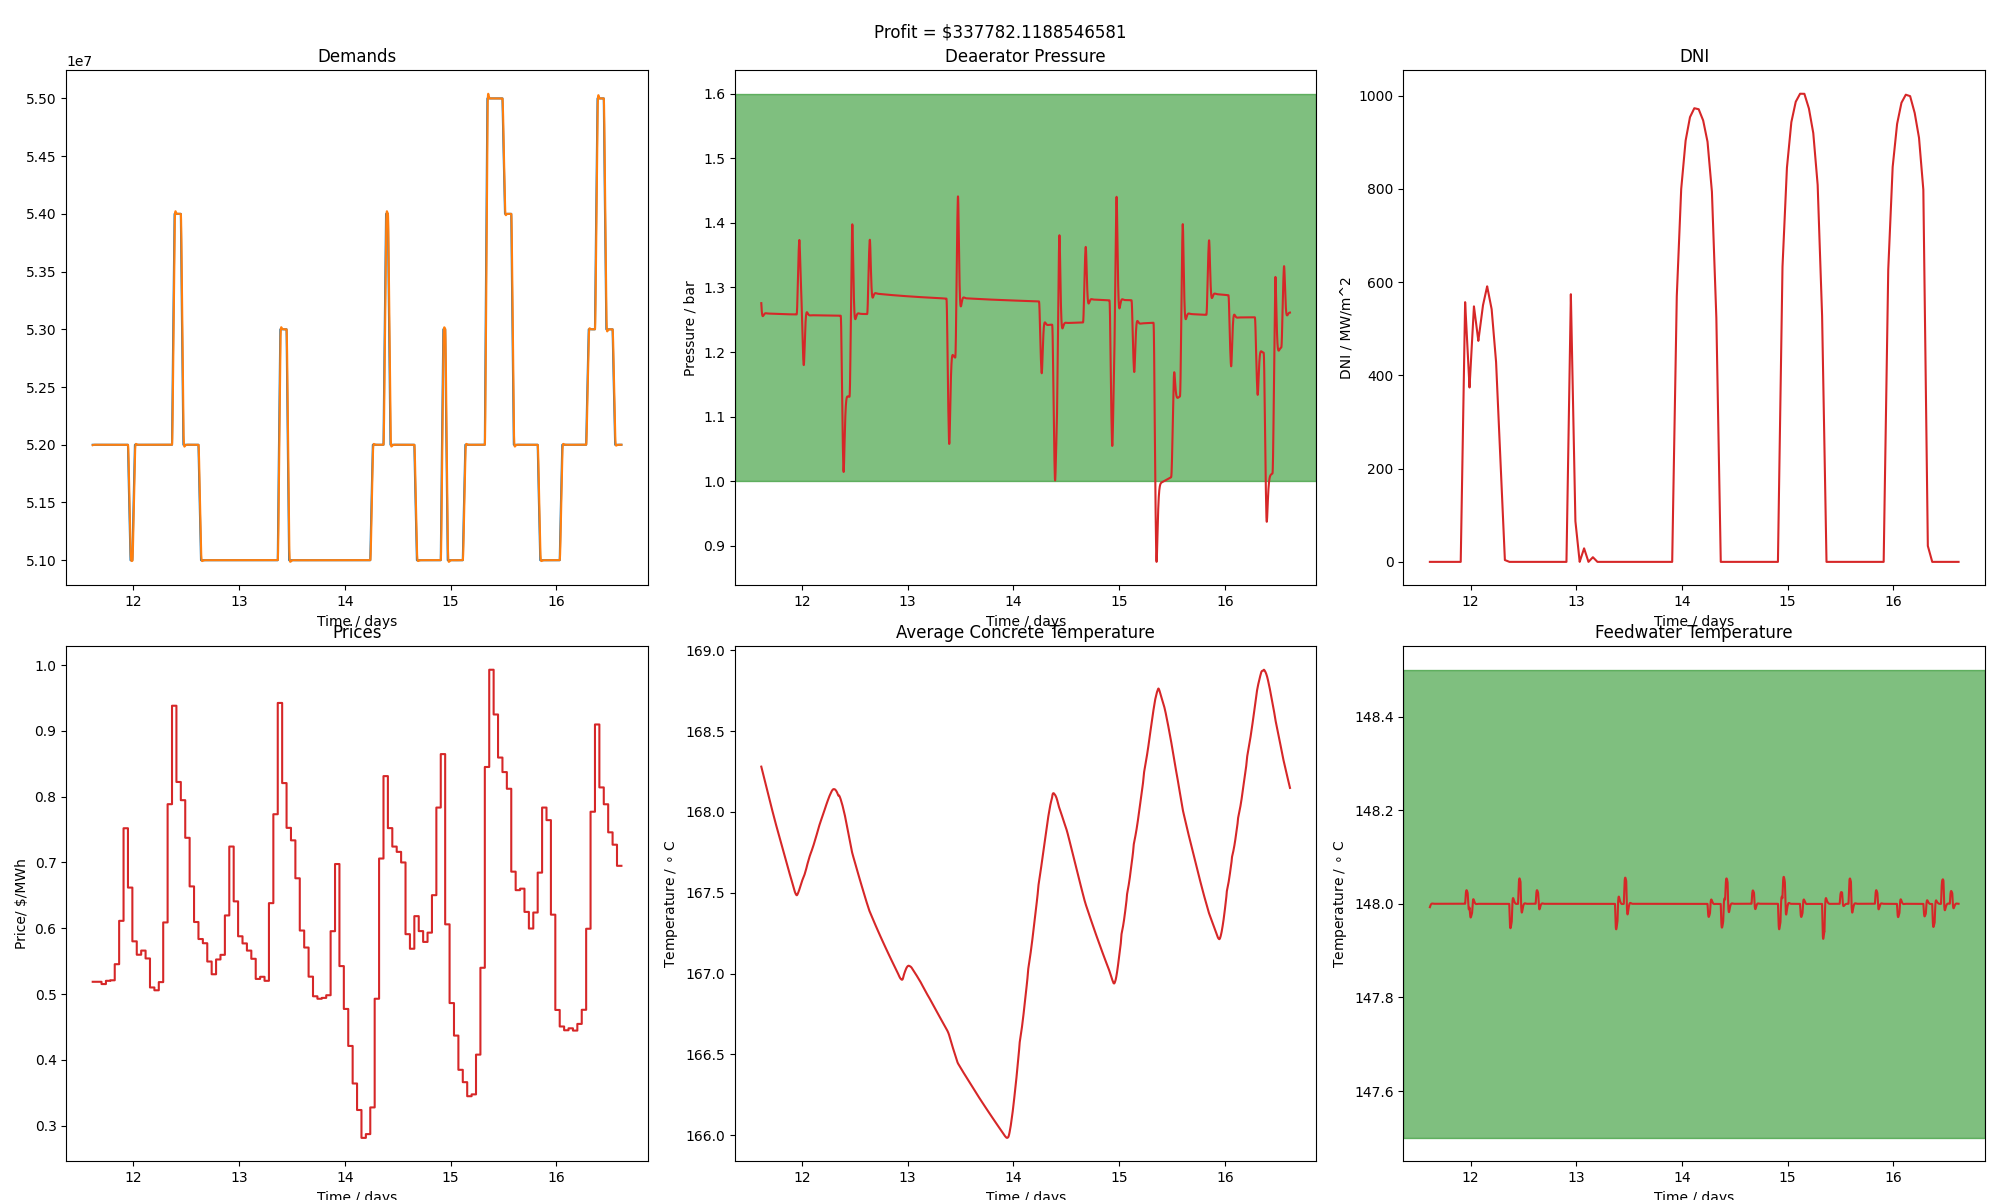 Profit = $337782.1188546581
Demands
1e7
5.50
5.45
5.40
5.35
5.30
5.25
5.20
5.15
5.10
12 13 14 15 16
Time / days
Deaerator Pressure
Pressure / bar
1.6
1.5
1.4
1.3
1.2
1.1
1.0
0.9
12 13 14 15 16
Time / days
DNI
DNI / MW/m^2
1000
800
600
400
200
0
12 13 14 15 16
Time / days
Prices
Price/ $/MWh
1.0
0.9
0.8
0.7
0.6
0.5
0.4
0.3
12 13 14 15 16
Time / days
Average Concrete Temperature
Temperature / ∘ C
169.0
168.5
168.0
167.5
167.0
166.5
166.0
12 13 14 15 16
Time / days
Feedwater Temperature
Temperature / ∘ C
148.4
148.2
148.0
147.8
147.6
12 13 14 15 16
Time / days